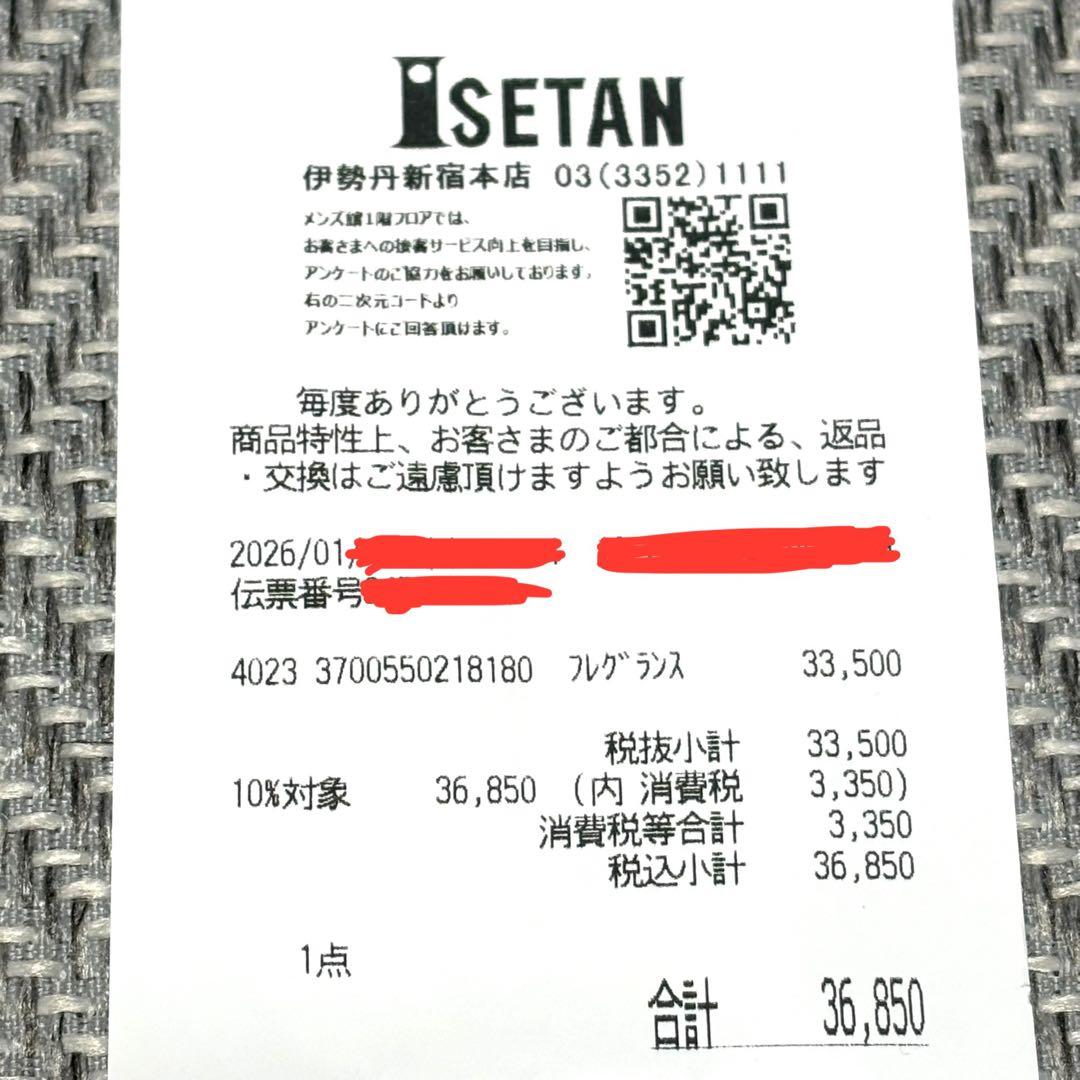 ISETAN
伊勢丹新宿本店 03(3352)1111
メンズ館1階フロアでは、
お客さまへの接客サービス向上を目指し、
アンケートのご協力をお願いしております。
右の二次元コードより
アンケートにご回答頂けます。
毎度ありがとうございます。
商品特性上、お客さまのご都合による、返品
・交換はご遠慮頂けますようお願い致します
2026/01/
伝票番号
4023 3700550218180 フレグランス 33,500
税抜小計 33,500
10%対象 36,850 (内 消費税 3,350)
消費税等合計 3,350
税込小計 36,850
1点
合計 36,850